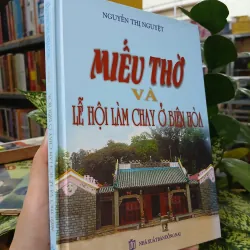 NGUYỄN THỊ NGUYỆT
MIẾU THỜ
VÀ
LỄ HỘI LÀM CHAY Ở BIÊN HÒA